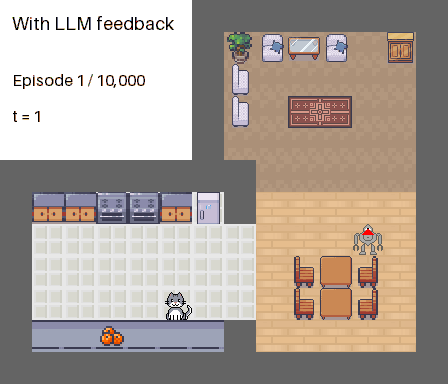 With LLM feedback
Episode 1 / 10,000
t = 1